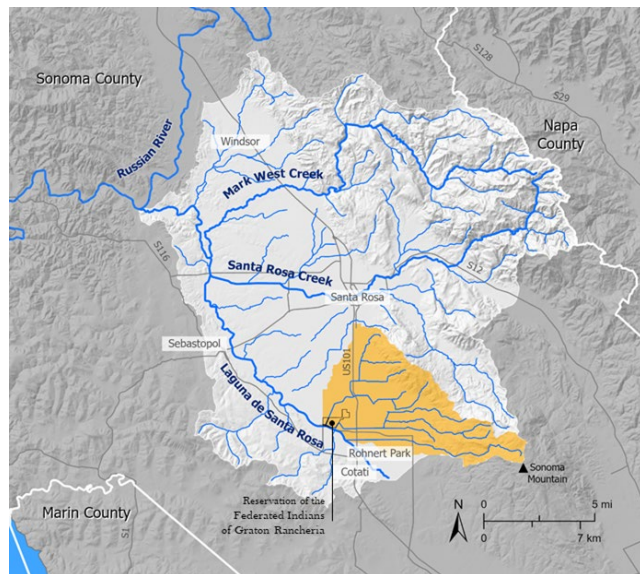 Sonoma County
S128
S29
Napa
County
Russian River
Windsor
Mark West Creek
S116
Santa Rosa Creek
S12
Santa Rosa
Sebastopol
US101
Laguna de Santa Rosa
Rohnert Park
Cotati
Sonoma
Mountain
Reservation of the
Federated Indians
of Graton Rancheria
Marin County
S1
N
0 5 mi
0 7 km